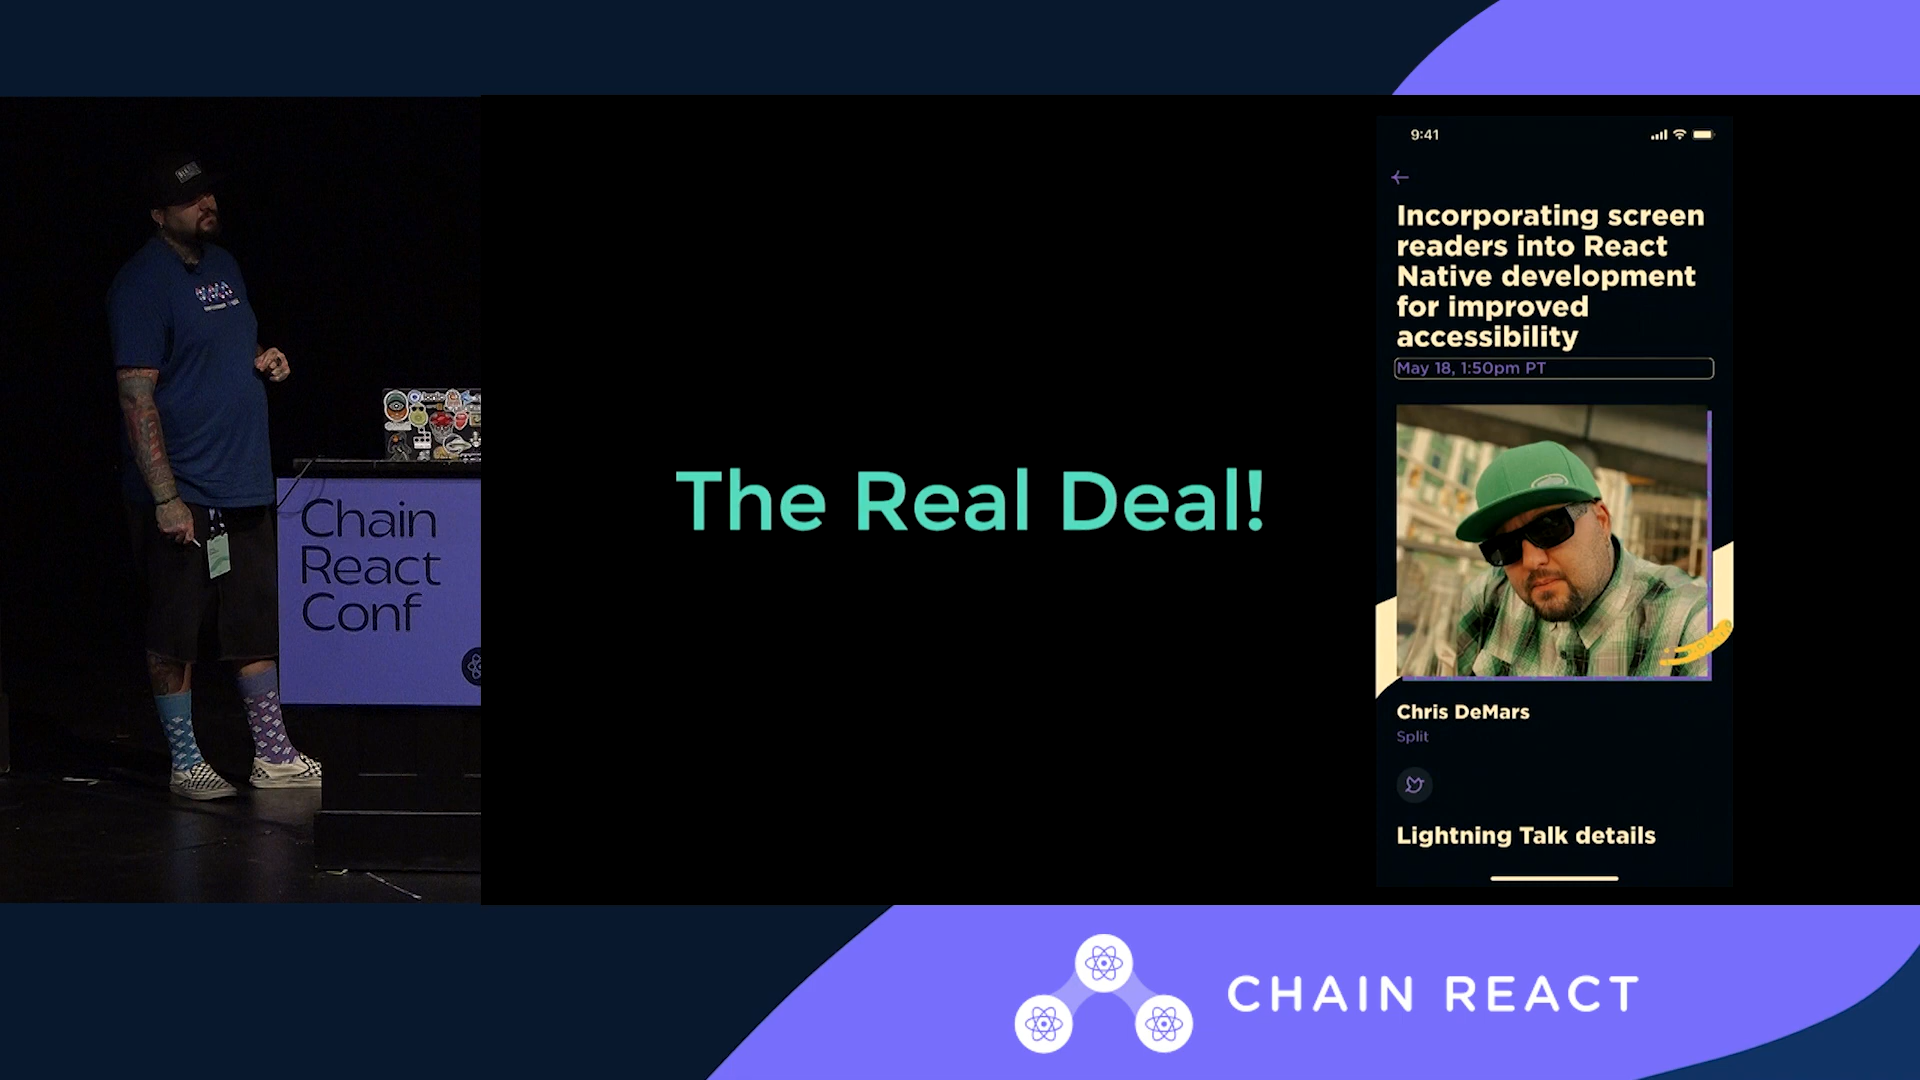 Chain
React
Conf
The Real Deal!
9:41
Incorporating screen
readers into React
Native development
for improved
accessibility
May 18, 1:50pm PT
Chris DeMars
Split
Lightning Talk details
CHAIN REACT